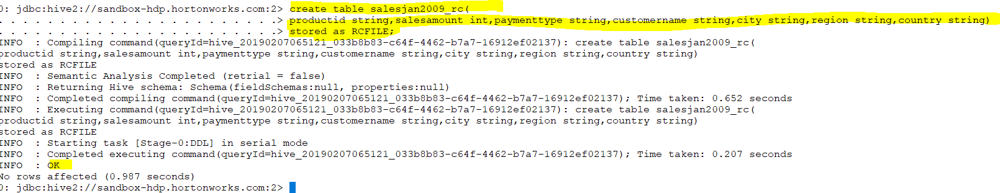 0: jdbc:hive2://sandbox-hdp.hortonworks.com:2> create table salesjan2009_rc(
. . . . . . . . . . . . . . . . . . . . . . . .> productid string,salesamount int,paymenttype string,customername string,city string,region string,country string)
. . . . . . . . . . . . . . . . . . . . . . . .> stored as RCFILE;
INFO  : Compiling command(queryId=hive_20190207065121_033b8b83-c64f-4462-b7a7-16912ef02137): create table salesjan2009_rc(
productid string,salesamount int,paymenttype string,customername string,city string,region string,country string)
stored as RCFILE
INFO  : Semantic Analysis Completed (retrial = false)
INFO  : Returning Hive schema: Schema(fieldSchemas:null, properties:null)
INFO  : Completed compiling command(queryId=hive_20190207065121_033b8b83-c64f-4462-b7a7-16912ef02137); Time taken: 0.652 seconds
INFO  : Executing command(queryId=hive_20190207065121_033b8b83-c64f-4462-b7a7-16912ef02137): create table salesjan2009_rc(
productid string,salesamount int,paymenttype string,customername string,city string,region string,country string)
stored as RCFILE
INFO  : Starting task [Stage-0:DDL] in serial mode
INFO  : Completed executing command(queryId=hive_20190207065121_033b8b83-c64f-4462-b7a7-16912ef02137); Time taken: 0.207 seconds
INFO  : OK
No rows affected (0.987 seconds)
0: jdbc:hive2://sandbox-hdp.hortonworks.com:2>